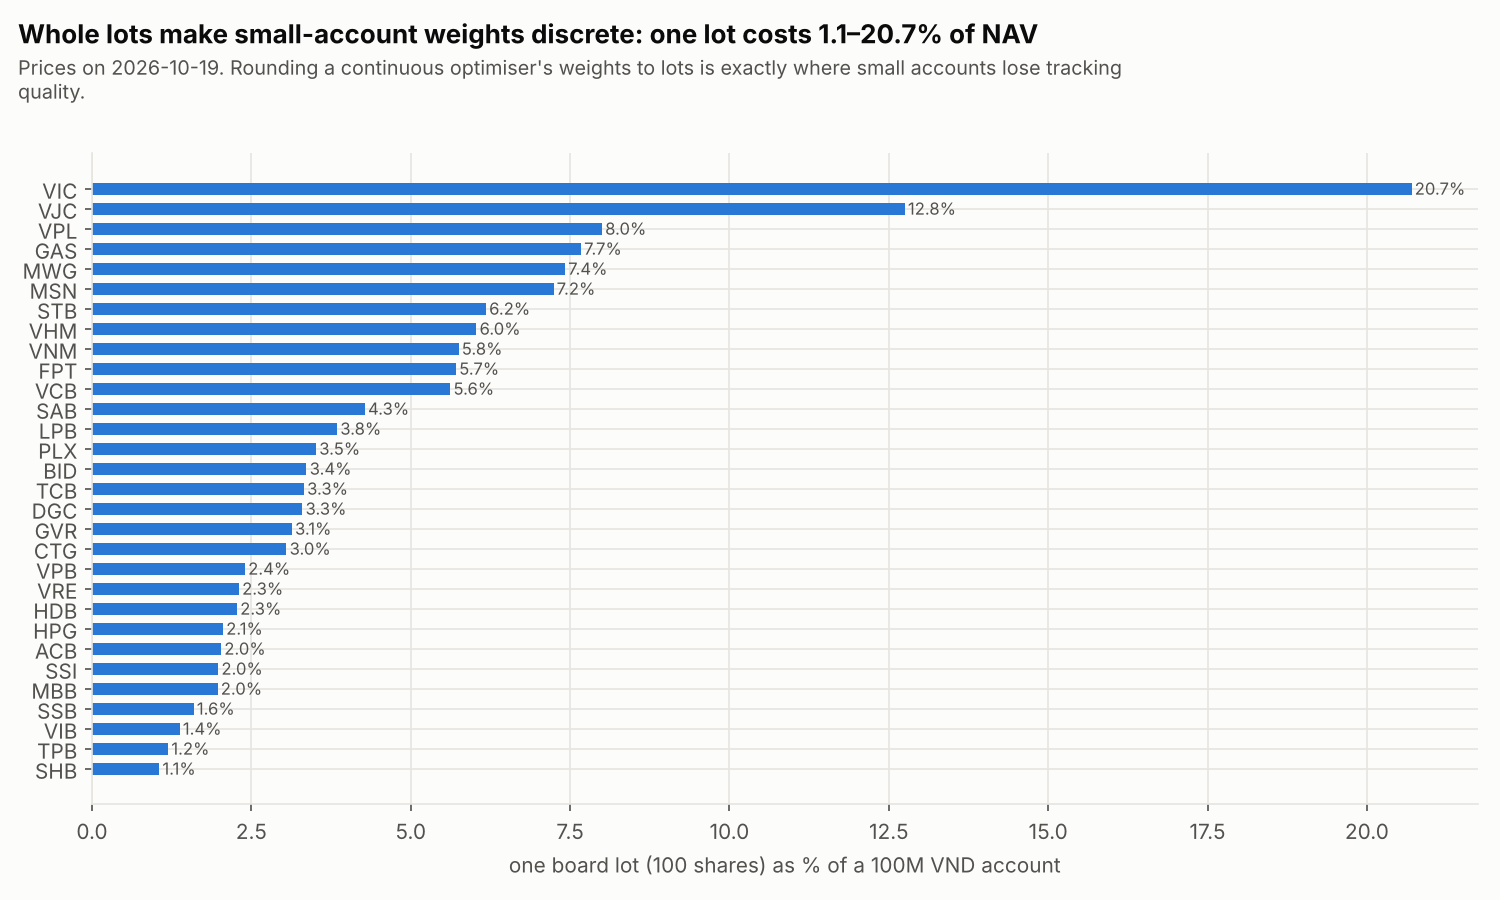 Whole lots make small-account weights discrete: one lot costs 1.1–20.7% of NAV
Prices on 2026-10-19. Rounding a continuous optimiser's weights to lots is exactly where small accounts lose tracking
quality.
VIC 20.7%
VJC 12.8%
VPL 8.0%
GAS 7.7%
MWG 7.4%
MSN 7.2%
STB 6.2%
VHM 6.0%
VNM 5.8%
FPT 5.7%
VCB 5.6%
SAB 4.3%
LPB 3.8%
PLX 3.5%
BID 3.4%
TCB 3.3%
DGC 3.3%
GVR 3.1%
CTG 3.0%
VPB 2.4%
VRE 2.3%
HDB 2.3%
HPG 2.1%
ACB 2.0%
SSI 2.0%
MBB 2.0%
SSB 1.6%
VIB 1.4%
TPB 1.2%
SHB 1.1%
0.0 2.5 5.0 7.5 10.0 12.5 15.0 17.5 20.0
one board lot (100 shares) as % of a 100M VND account